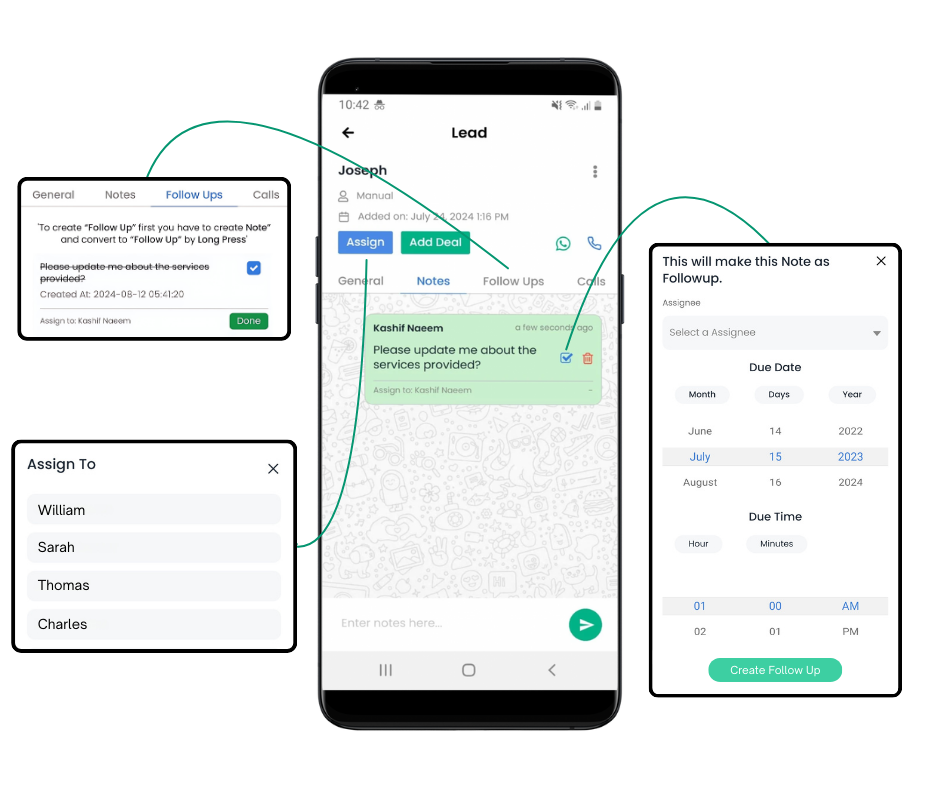 10:42
Lead
Joseph
Manual
Added on: July 24, 2024 1:16 PM
Assign
Add Deal
General Notes Follow Ups Calls
Kashif Naeem a few seconds ago
Please update me about the
services provided?
Assign to: Kashif Naeem --
Enter notes here...
General Notes Follow Ups Calls
'To create “Follow Up” first you have to create Note”
and convert to “Follow Up” by Long Press'
Please update me about the services
provided?
Created At: 2024-08-12 05:41:20
Assign to: Kashif Naeem Done
Assign To
William
Sarah
Thomas
Charles
This will make this Note as
Followup.
Assignee
Select a Assignee
Due Date
Month Days Year
June 14 2022
July 15 2023
August 16 2024
Due Time
Hour Minutes
01 00 AM
02 01 PM
Create Follow Up